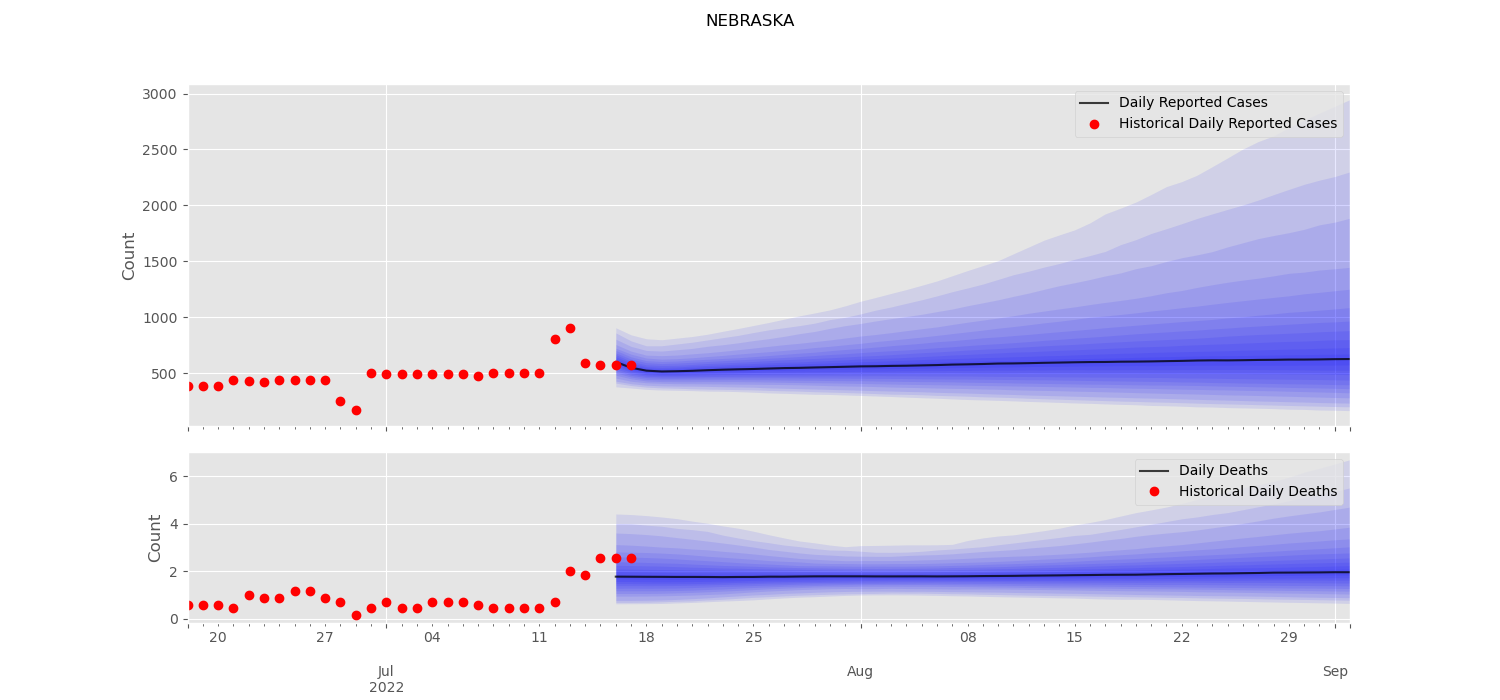 NEBRASKA
3000
2500
2000
1500
1000
500
Count
Daily Reported Cases
Historical Daily Reported Cases
6
4
2
0
Count
Daily Deaths
Historical Daily Deaths
20 27 04 11 18 25 08 15 22 29
Jul Aug Sep
2022